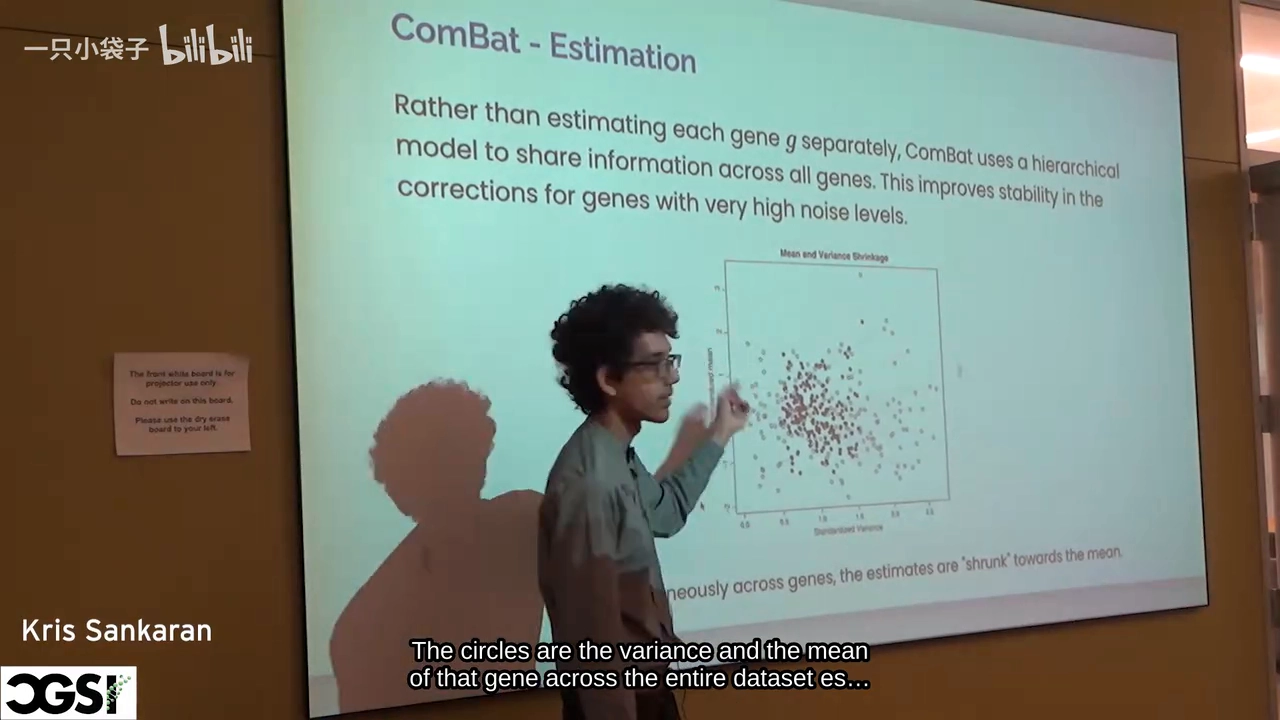 一只小袋子 bilibili
ComBat - Estimation
Rather than estimating each gene g separately, ComBat uses a hierarchical
model to share information across all genes. This improves stability in the
corrections for genes with very high noise levels.
Mean and Variance Shrinkage
Standardized Variance
neously across genes, the estimates are "shrunk" towards the mean.
The front white board is for
projector use only.
Do not write on this board.
Please use the dry erase
board to your left.
Kris Sankaran
CGSI
The circles are the variance and the mean
of that gene across the entire dataset es...